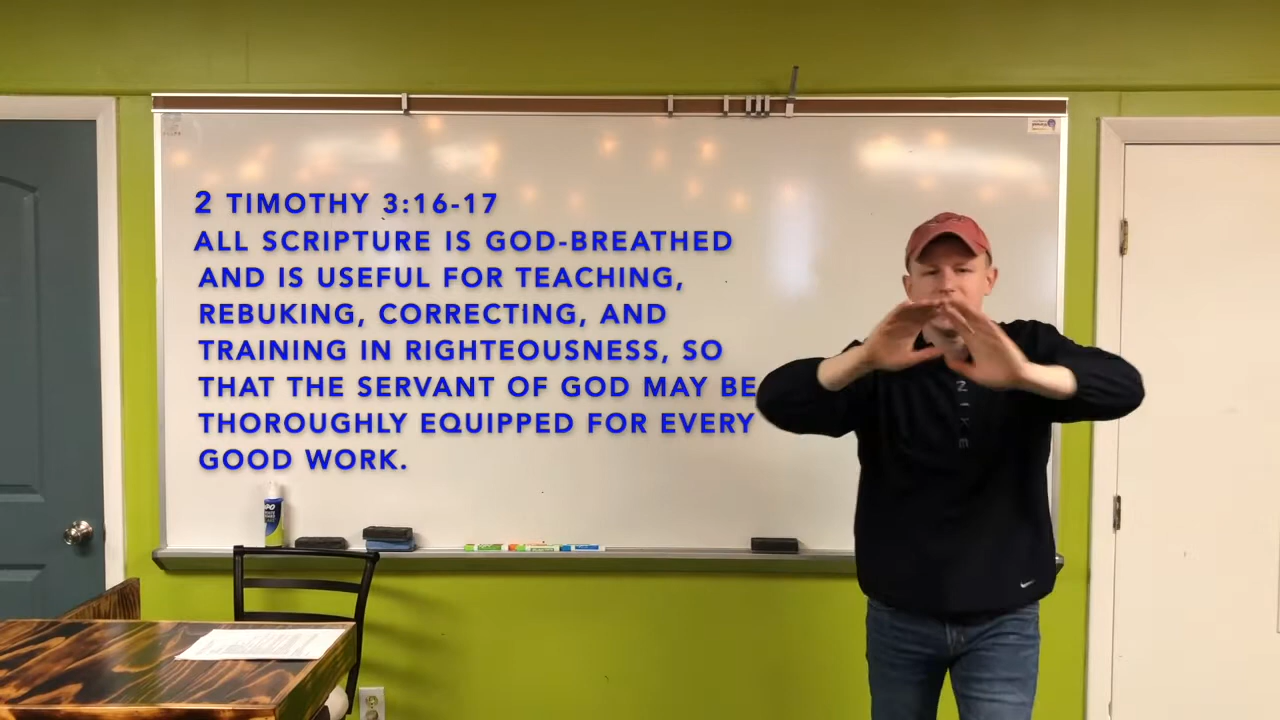 2 TIMOTHY 3:16-17
ALL SCRIPTURE IS GOD-BREATHED
AND IS USEFUL FOR TEACHING,
REBUKING, CORRECTING, AND
TRAINING IN RIGHTEOUSNESS, SO
THAT THE SERVANT OF GOD MAY BE
THOROUGHLY EQUIPPED FOR EVERY
GOOD WORK.
NIKE